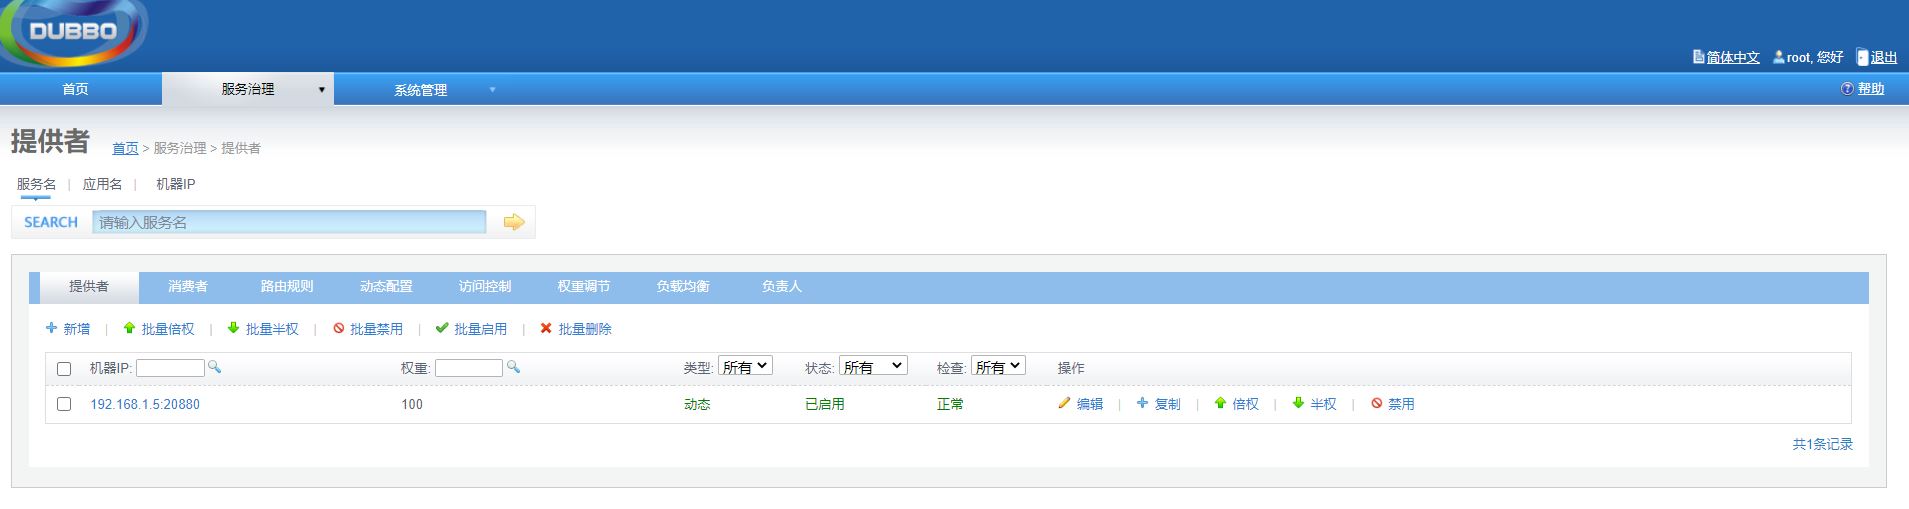 DUBBO
简体中文 root, 您好 退出
首页 服务治理 ▼ 系统管理 ▼ 帮助
提供者 首页 > 服务治理 > 提供者
服务名 | 应用名 | 机器IP
SEARCH 请输入服务名
提供者 消费者 路由规则 动态配置 访问控制 权重调节 负载均衡 负责人
新增 | 批量倍权 | 批量半权 | 批量禁用 | 批量启用 | 批量删除
机器IP: 权重: 类型: 所有 状态: 所有 检查: 所有 操作
192.168.1.5:20880 100 动态 已启用 正常 编辑 | 复制 | 倍权 | 半权 | 禁用
共1条记录